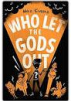 MAZ EVANS
WHO LET
THE GODS
OUT